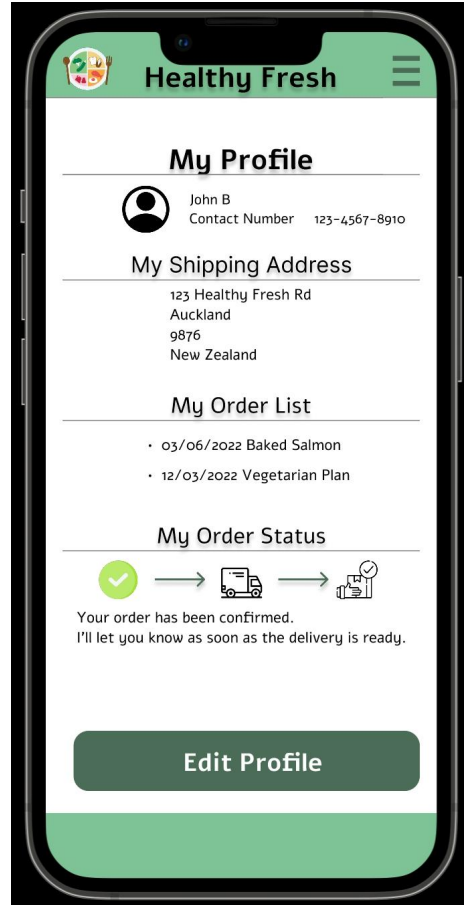 Healthy Fresh
My Profile
John B
Contact Number 123-4567-8910
My Shipping Address
123 Healthy Fresh Rd
Auckland
9876
New Zealand
My Order List
• 03/06/2022 Baked Salmon
• 12/03/2022 Vegetarian Plan
My Order Status
Your order has been confirmed.
I'll let you know as soon as the delivery is ready.
Edit Profile